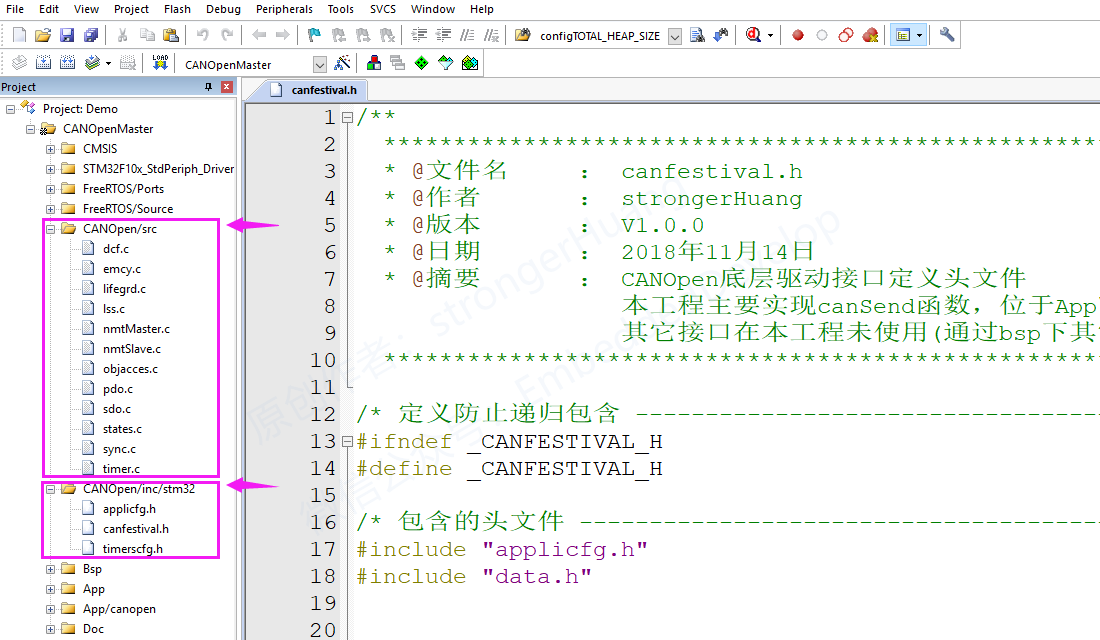 File Edit View Project Flash Debug Peripherals Tools SVCS Window Help
configTOTAL_HEAP_SIZE
LOAD CANOpenMaster
Project
canfestival.h
Project: Demo
CANOpenMaster
CMSIS
STM32F10x_StdPeriph_Driver
FreeRTOS/Ports
FreeRTOS/Source
CANOpen/src
dcf.c
emcy.c
lifegrd.c
lss.c
nmtMaster.c
nmtSlave.c
objacces.c
pdo.c
sdo.c
states.c
sync.c
timer.c
CANOpen/inc/stm32
applicfg.h
canfestival.h
timerscfg.h
Bsp
App
App/canopen
Doc
1 /**
2 ***************************************************
3 * @文件名 : canfestival.h
4 * @作者 : strongerHuang
5 * @版本 : V1.0.0
6 * @日期 : 2018年11月14日
7 * @摘要 : CANOpen底层驱动接口定义头文件
8 本工程主要实现canSend函数，位于App
9 其它接口在本工程未使用(通过bsp下其
10 ***************************************************
11
12 /* 定义防止递归包含 ---------------------------------
13 #ifndef _CANFESTIVAL_H
14 #define _CANFESTIVAL_H
15
16 /* 包含的头文件 -------------------------------------
17 #include "applicfg.h"
18 #include "data.h"
19
20